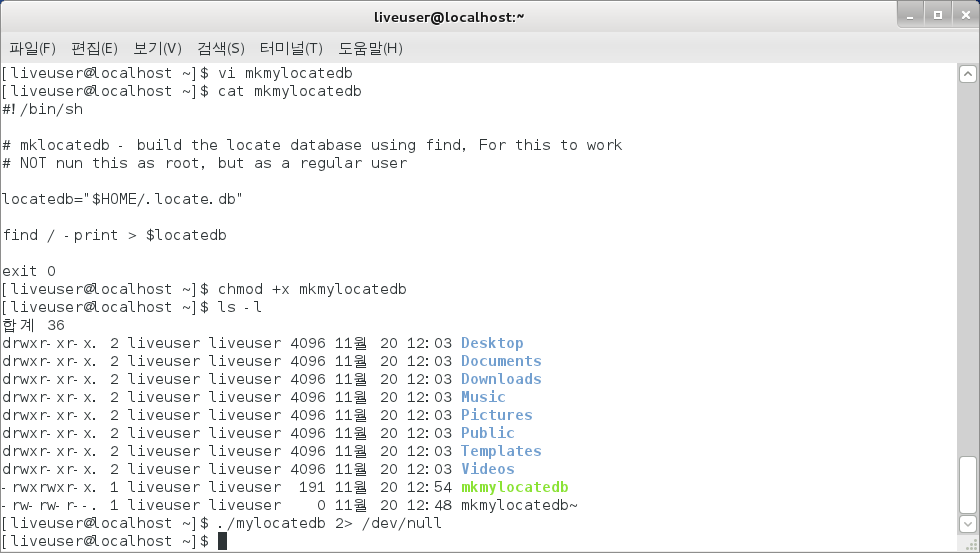 liveuser@localhost:~
파일(F) 편집(E) 보기(V) 검색(S) 터미널(T) 도움말(H)
[liveuser@localhost ~]$ vi mkmylocatedb
[liveuser@localhost ~]$ cat mkmylocatedb
#!/bin/sh
# mklocatedb - build the locate database using find, For this to work
# NOT nun this as root, but as a regular user
locatedb="$HOME/.locate.db"
find / -print > $locatedb
exit 0
[liveuser@localhost ~]$ chmod +x mkmylocatedb
[liveuser@localhost ~]$ ls -l
합계 36
drwxr-xr-x. 2 liveuser liveuser 4096 11월 20 12:03 Desktop
drwxr-xr-x. 2 liveuser liveuser 4096 11월 20 12:03 Documents
drwxr-xr-x. 2 liveuser liveuser 4096 11월 20 12:03 Downloads
drwxr-xr-x. 2 liveuser liveuser 4096 11월 20 12:03 Music
drwxr-xr-x. 2 liveuser liveuser 4096 11월 20 12:03 Pictures
drwxr-xr-x. 2 liveuser liveuser 4096 11월 20 12:03 Public
drwxr-xr-x. 2 liveuser liveuser 4096 11월 20 12:03 Templates
drwxr-xr-x. 2 liveuser liveuser 4096 11월 20 12:03 Videos
-rwxrwxr-x. 1 liveuser liveuser 191 11월 20 12:54 mkmylocatedb
-rw-rw-r--. 1 liveuser liveuser 0 11월 20 12:48 mkmylocatedb~
[liveuser@localhost ~]$ ./mylocatedb 2> /dev/null
[liveuser@localhost ~]$